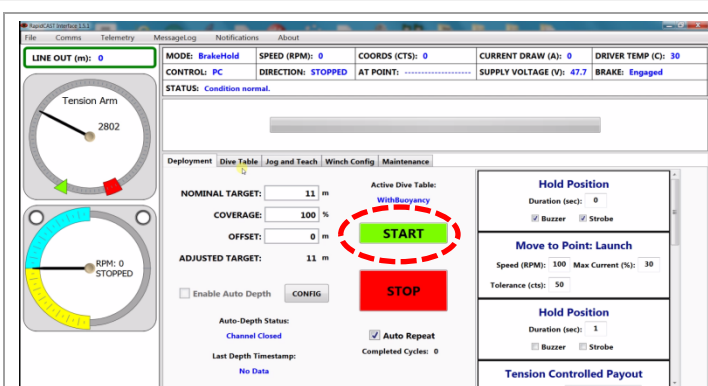 RapidCAST Interface 1.5.1
File Comms Telemetry MessageLog Notifications About
LINE OUT (m): 0
MODE: BrakeHold SPEED (RPM): 0 COORDS (CTS): 0 CURRENT DRAW (A): 0 DRIVER TEMP (C): 30
CONTROL: PC DIRECTION: STOPPED AT POINT: -------------------- SUPPLY VOLTAGE (V): 47.7 BRAKE: Engaged
STATUS: Condition normal.
Tension Arm
2802
RPM: 0
STOPPED
Deployment Dive Table Jog and Teach Winch Config Maintenance
NOMINAL TARGET: 11 m
COVERAGE: 100 %
OFFSET: 0 m
ADJUSTED TARGET: 11 m
Enable Auto Depth CONFIG
Auto-Depth Status:
Channel Closed
Last Depth Timestamp:
No Data
Active Dive Table:
WithBuoyancy
START
STOP
Auto Repeat
Completed Cycles: 0
Hold Position
Duration (sec): 0
Buzzer Strobe
Move to Point: Launch
Speed (RPM): 100 Max Current (%): 30
Tolerance (cts): 50
Hold Position
Duration (sec): 1
Buzzer Strobe
Tension Controlled Payout